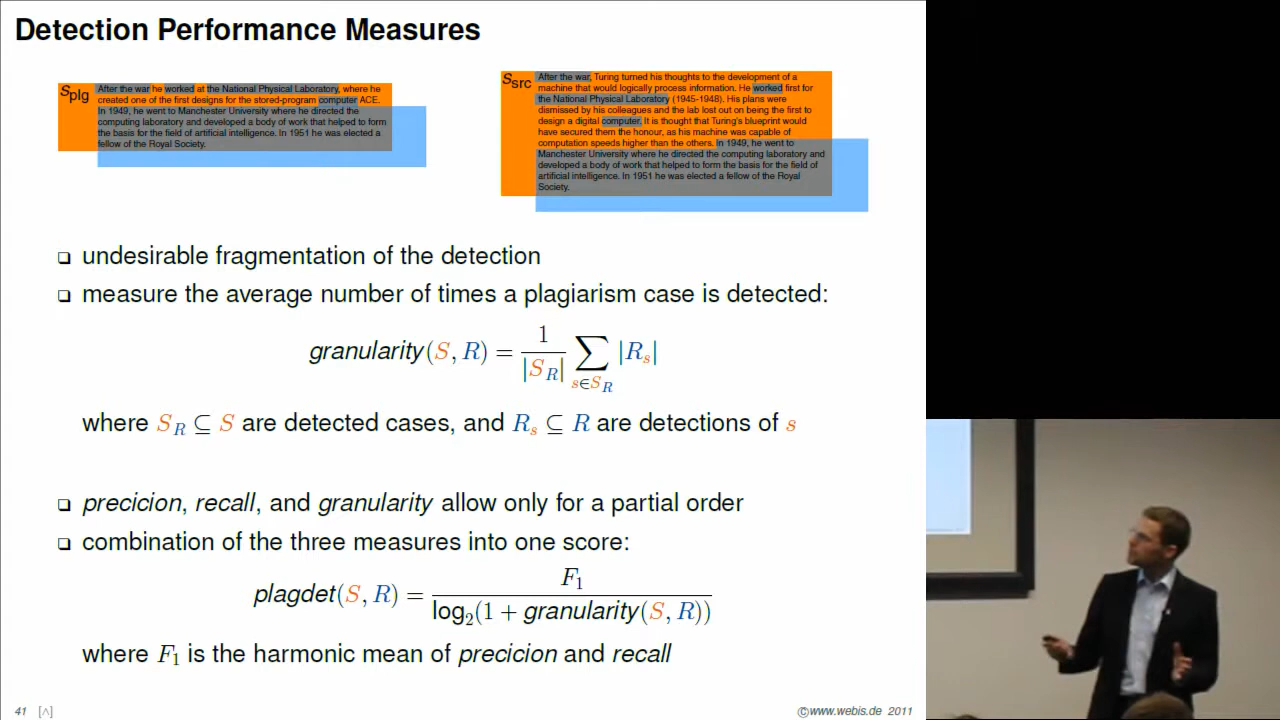 Detection Performance Measures
S_plg
After the war he worked at the National Physical Laboratory, where he
created one of the first designs for the stored-program computer ACE.
In 1949, he went to Manchester University where he directed the
computing laboratory and developed a body of work that helped to form
the basis for the field of artificial intelligence. In 1951 he was elected a
fellow of the Royal Society.
S_src
After the war, Turing turned his thoughts to the development of a
machine that would logically process information. He worked first for
the National Physical Laboratory (1945-1948). His plans were
dismissed by his colleagues and the lab lost out on being the first to
design a digital computer. It is thought that Turing's blueprint would
have secured them the honour, as his machine was capable of
computation speeds higher than the others. In 1949, he went to
Manchester University where he directed the computing laboratory and
developed a body of work that helped to form the basis for the field of
artificial intelligence. In 1951 he was elected a fellow of the Royal
Society.
❏ undesirable fragmentation of the detection
❏ measure the average number of times a plagiarism case is detected:
granularity(S, R) = 1/|S_R| ∑_{s∈S_R} |R_s|
where S_R ⊆ S are detected cases, and R_s ⊆ R are detections of s
❏ precicion, recall, and granularity allow only for a partial order
❏ combination of the three measures into one score:
plagdet(S, R) = F_1 / log_2(1 + granularity(S, R))
where F_1 is the harmonic mean of precicion and recall
41 [∧] ©www.webis.de 2011